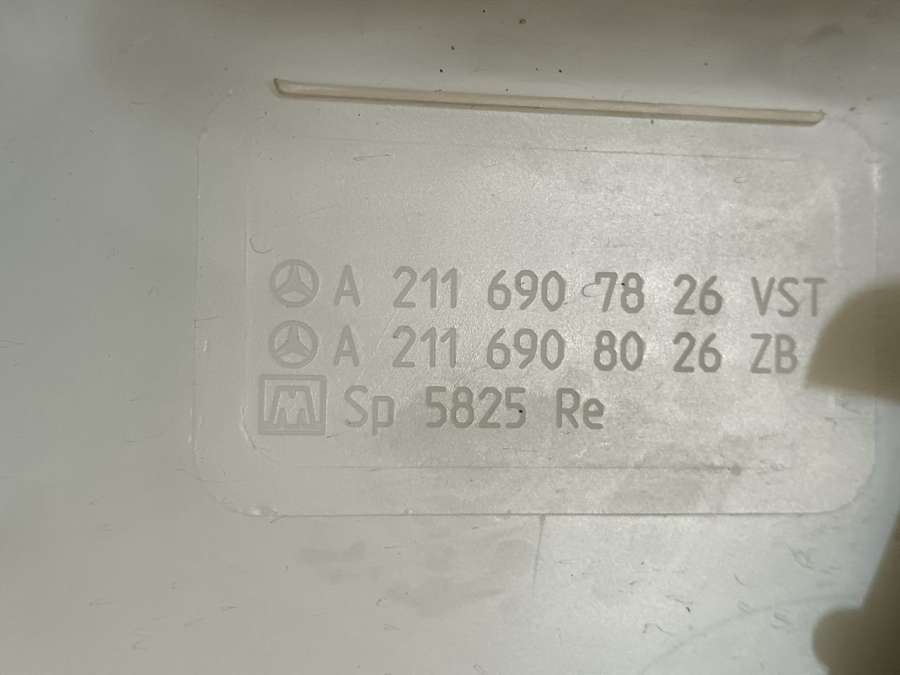 A 211 690 78 26 VST
A 211 690 80 26 ZB
M Sp 5825 Re